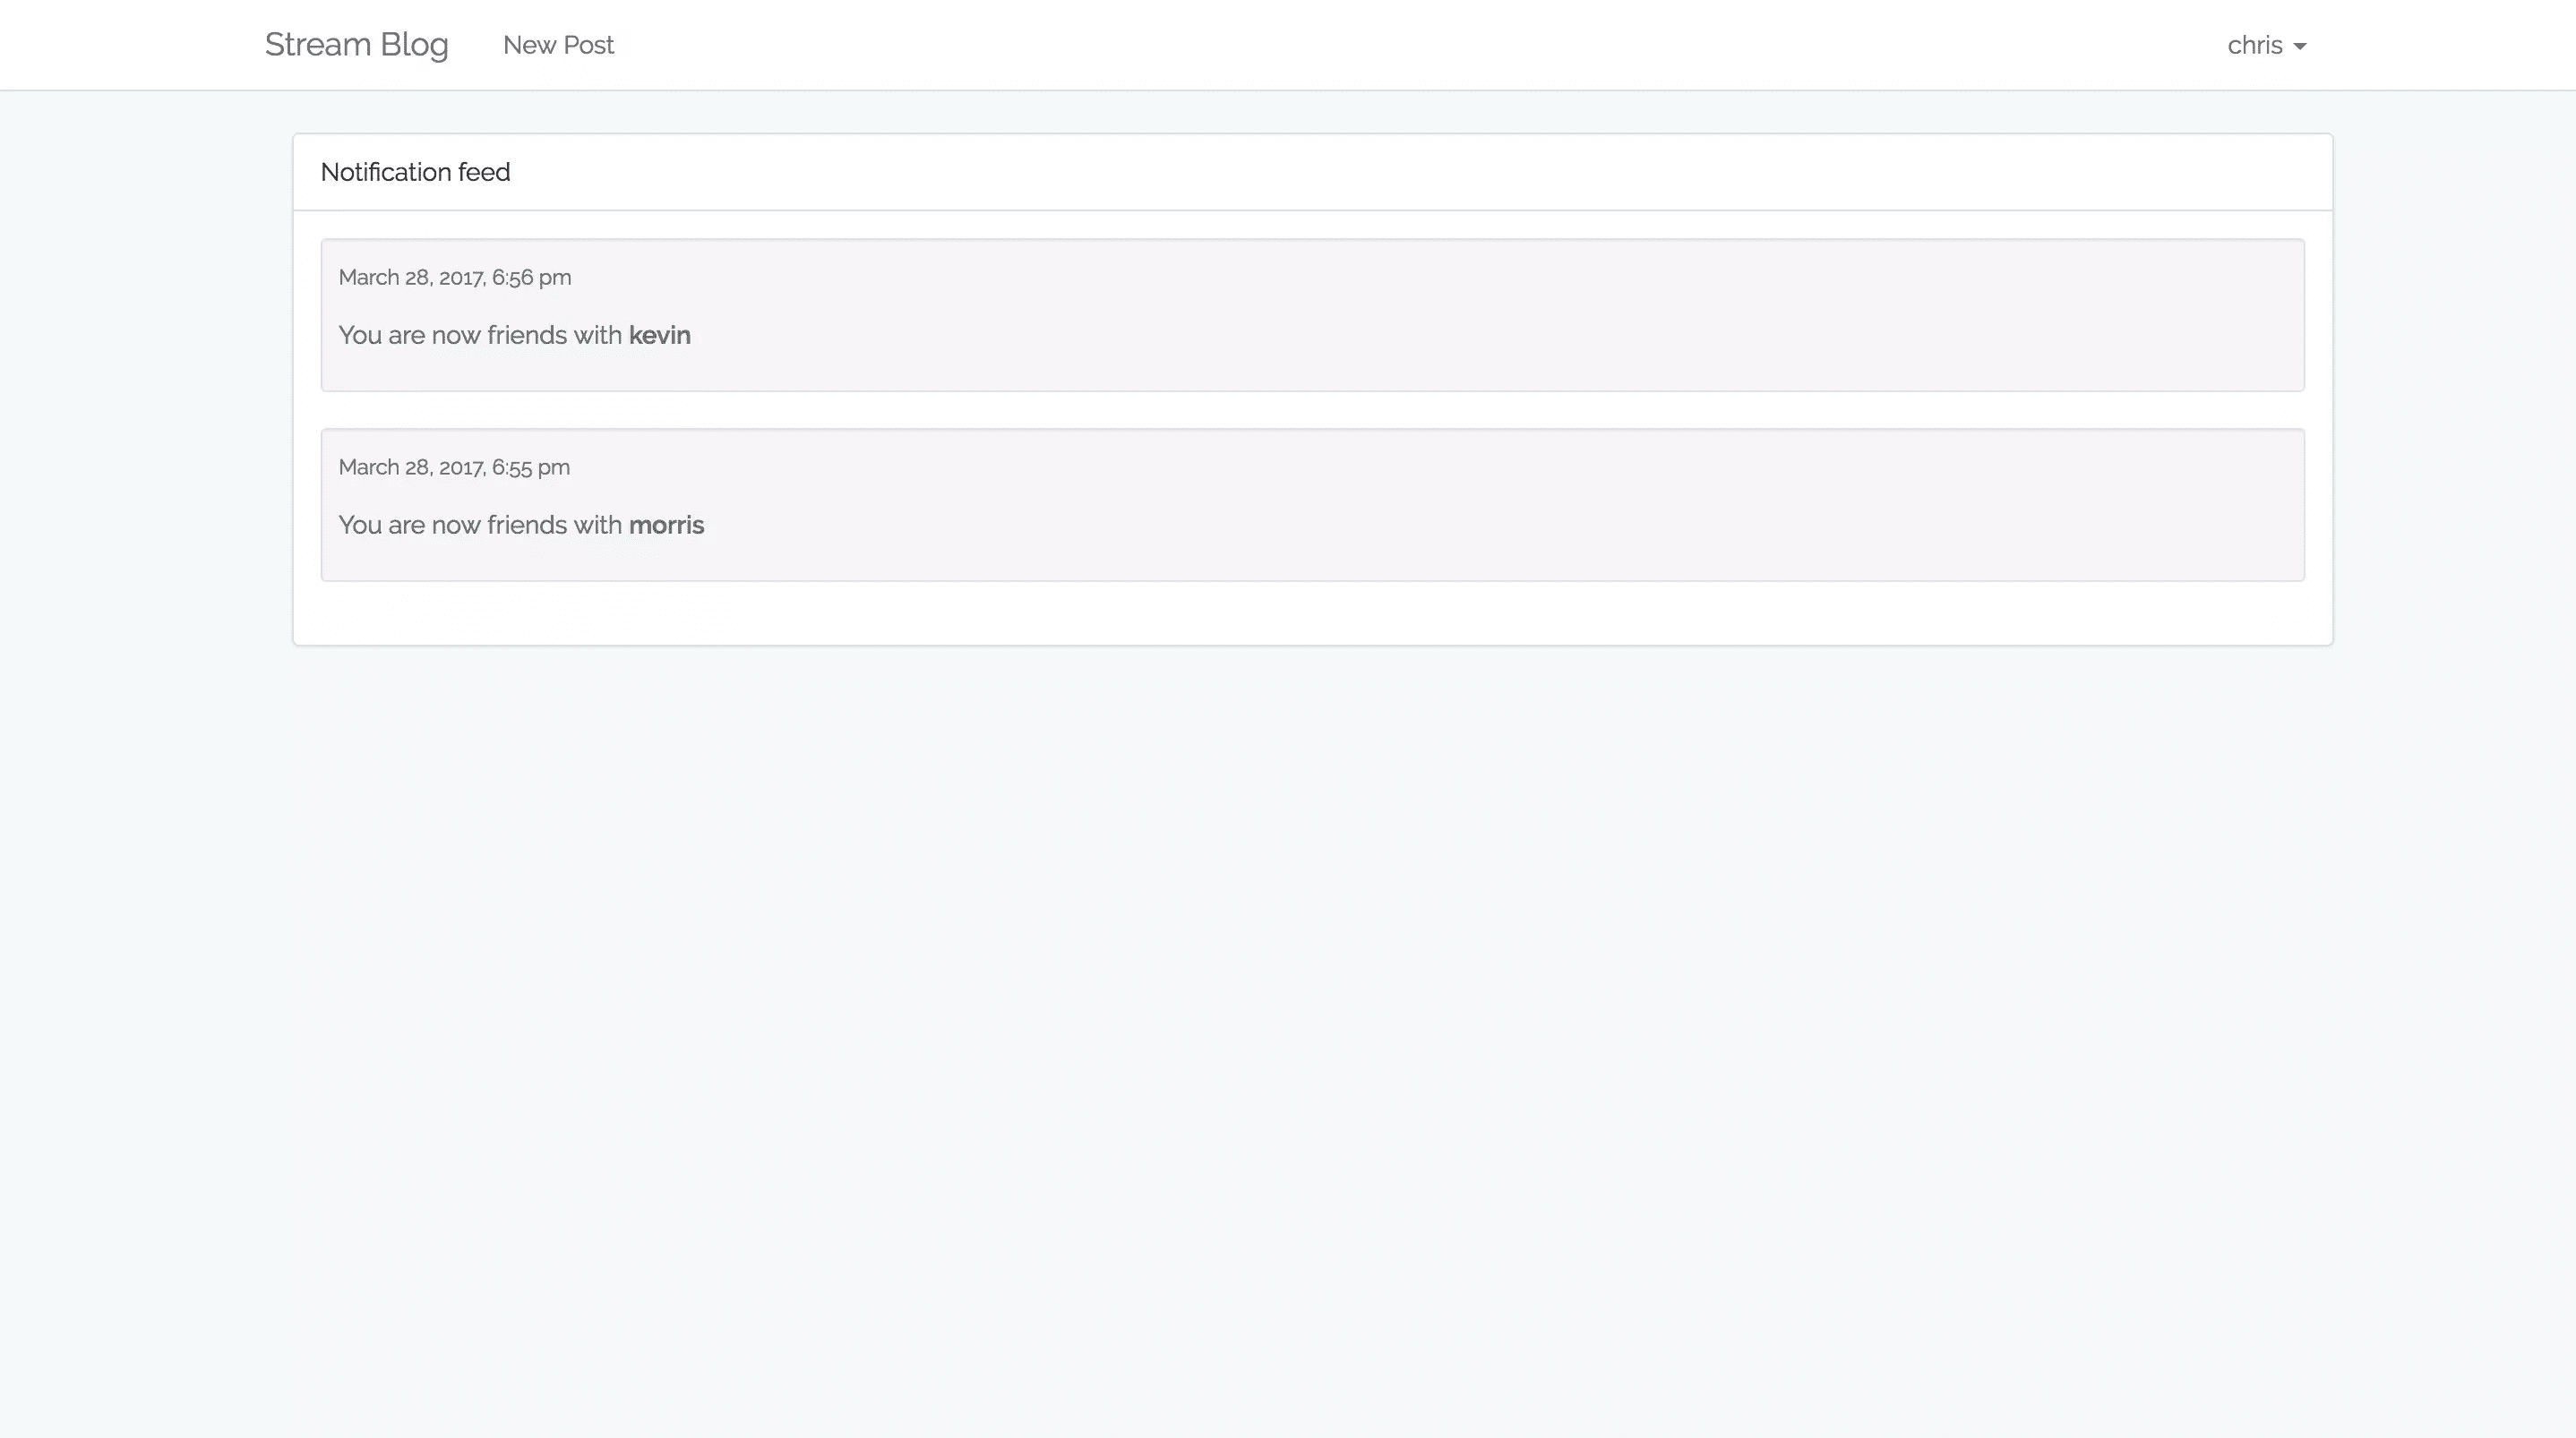 Stream Blog New Post chris
Notification feed
March 28, 2017, 6:56 pm
You are now friends with kevin
March 28, 2017, 6:55 pm
You are now friends with morris